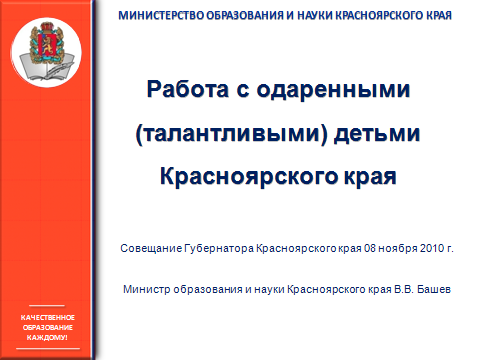 МИНИСТЕРСТВО ОБРАЗОВАНИЯ И НАУКИ КРАСНОЯРСКОГО КРАЯ
Работа с одаренными
(талантливыми) детьми
Красноярского края
Совещание Губернатора Красноярского края 08 ноября 2010 г.
Министр образования и науки Красноярского края В.В. Башев
КАЧЕСТВЕННОЕ
ОБРАЗОВАНИЕ
КАЖДОМУ!